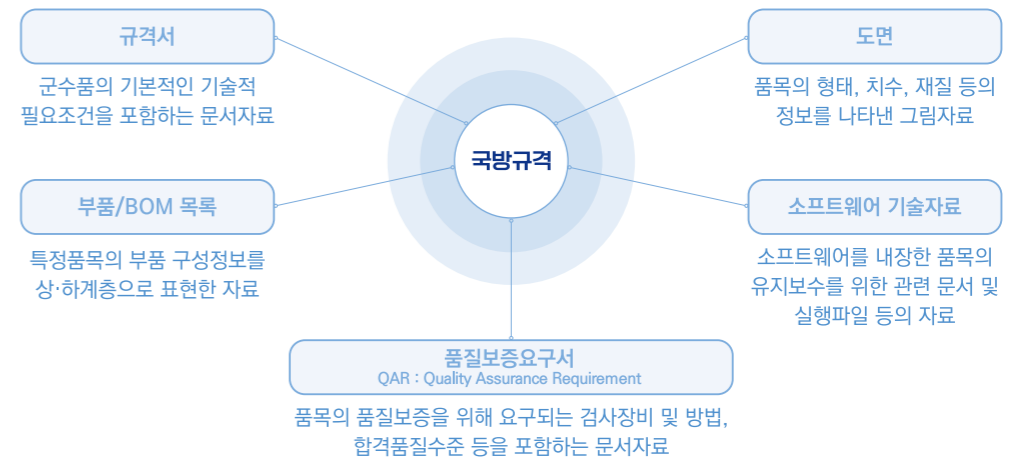 규격서
군수품의 기본적인 기술적
필요조건을 포함하는 문서자료
도면
품목의 형태, 치수, 재질 등의
정보를 나타낸 그림자료
국방규격
부품/BOM 목록
특정품목의 부품 구성정보를
상·하계층으로 표현한 자료
소프트웨어 기술자료
소프트웨어를 내장한 품목의
유지보수를 위한 관련 문서 및
실행파일 등의 자료
품질보증요구서
QAR : Quality Assurance Requirement
품목의 품질보증을 위해 요구되는 검사장비 및 방법,
합격품질수준 등을 포함하는 문서자료